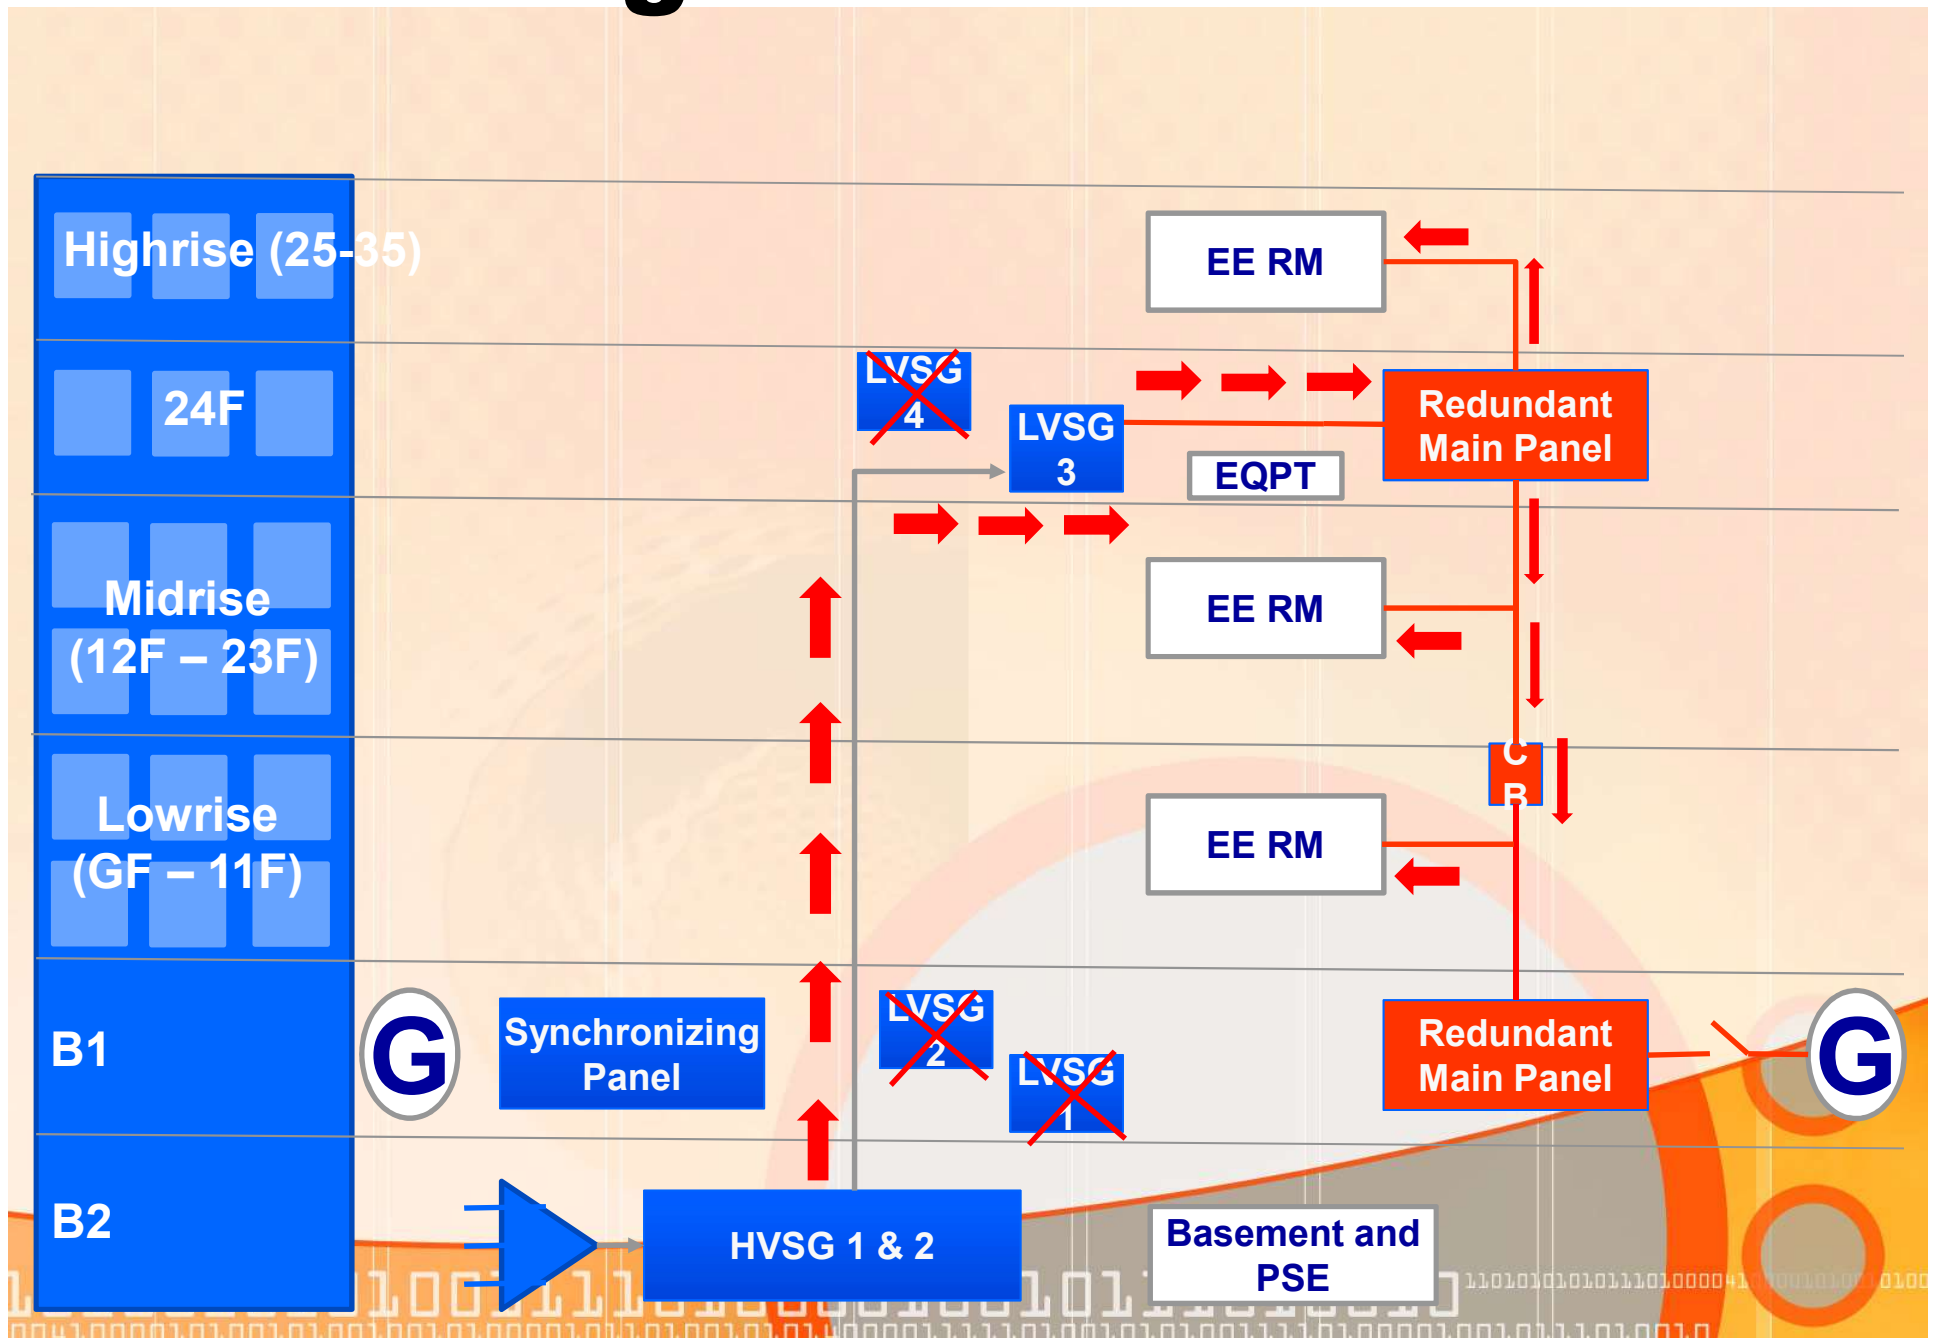 g
Highrise (25-35)
EE RM
24F
LVSG
4
LVSG
3
EQPT
Redundant
Main Panel
Midrise
(12F – 23F)
EE RM
C
B
Lowrise
(GF – 11F)
EE RM
B1
G
Synchronizing
Panel
LVSG
2
LVSG
1
Redundant
Main Panel
G
B2
HVSG 1 & 2
Basement and
PSE